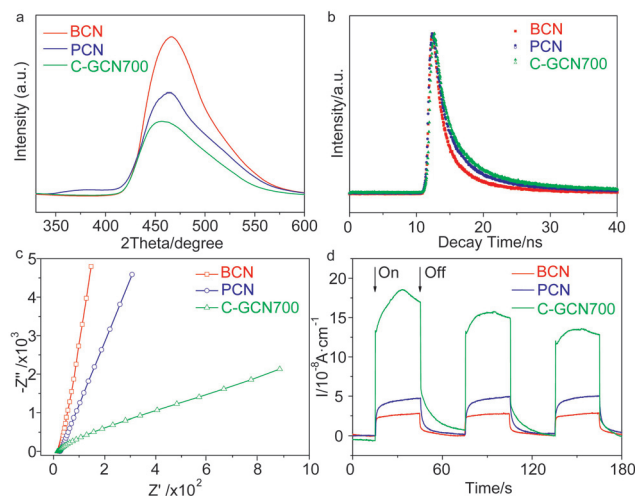 a
BCN
PCN
C-GCN700
Intensity (a.u.)
350 400 450 500 550 600
2Theta/degree
b
BCN
PCN
C-GCN700
Intensity/a.u.
0 10 20 30 40
Decay Time/ns
c
BCN
PCN
C-GCN700
-Z"/x10³
5
4
3
2
1
0
0 2 4 6 8 10
Z'/x10²
d
On
Off
BCN
PCN
C-GCN700
I/10⁻⁸A·cm⁻¹
20
15
10
5
0
0 60 120 180
Time/s